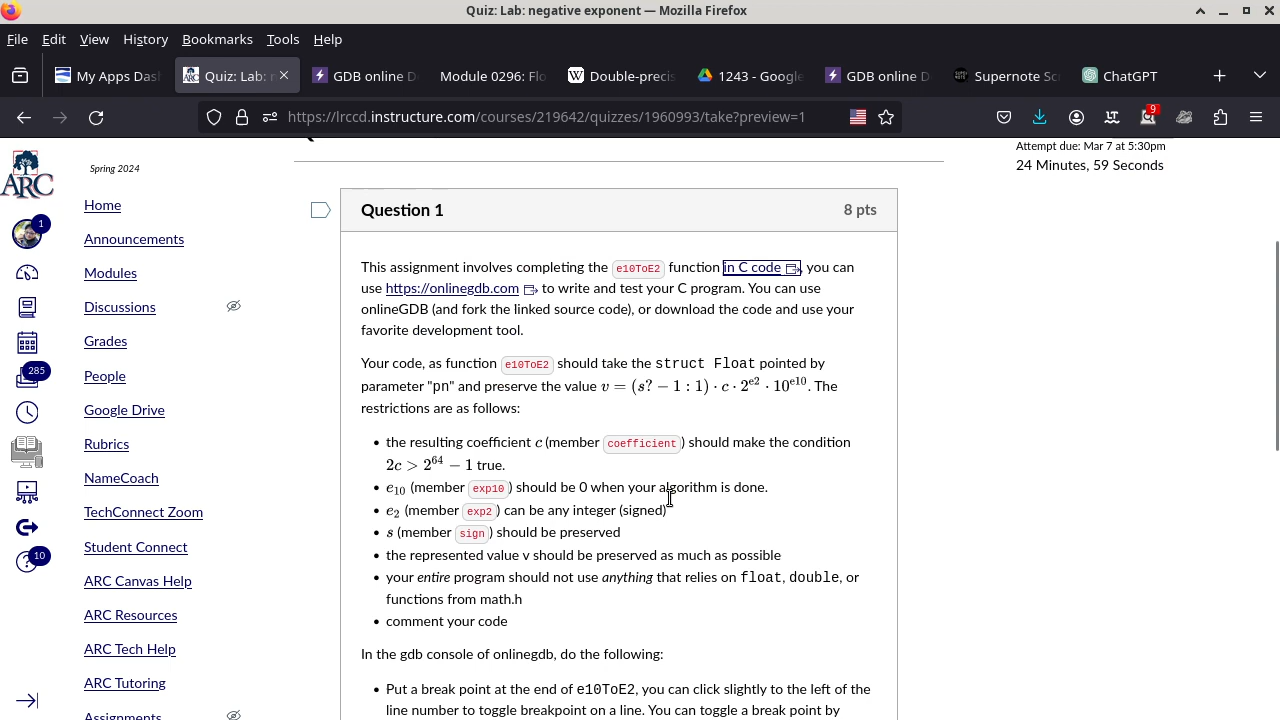 Quiz: Lab: negative exponent — Mozilla Firefox
File Edit View History Bookmarks Tools Help
My Apps Das
Quiz: Lab: n
GDB online D
Module 0296: Flo
Double-precis
1243 - Google
GDB online D
Supernote Sc
ChatGPT
https://lrccd.instructure.com/courses/219642/quizzes/1960993/take?preview=1
9
ARC
1
285
10
Spring 2024
Home
Announcements
Modules
Discussions
Grades
People
Google Drive
Rubrics
NameCoach
TechConnect Zoom
Student Connect
ARC Canvas Help
ARC Resources
ARC Tech Help
ARC Tutoring
Assignments
Attempt due: Mar 7 at 5:30pm
24 Minutes, 59 Seconds
Question 1 8 pts
This assignment involves completing the e10ToE2 function in C code, you can
use https://onlinegdb.com to write and test your C program. You can use
onlineGDB (and fork the linked source code), or download the code and use your
favorite development tool.
Your code, as function e10ToE2 should take the struct Float pointed by
parameter "pn" and preserve the value v = (s? − 1 : 1) · c · 2^e2 · 10^e10. The
restrictions are as follows:
• the resulting coefficient c (member coefficient) should make the condition
2c > 2^64 − 1 true.
• e10 (member exp10) should be 0 when your algorithm is done.
• e2 (member exp2) can be any integer (signed)
• s (member sign) should be preserved
• the represented value v should be preserved as much as possible
• your entire program should not use anything that relies on float, double, or
functions from math.h
• comment your code
In the gdb console of onlinegdb, do the following:
• Put a break point at the end of e10ToE2, you can click slightly to the left of the
line number to toggle breakpoint on a line. You can toggle a break point by